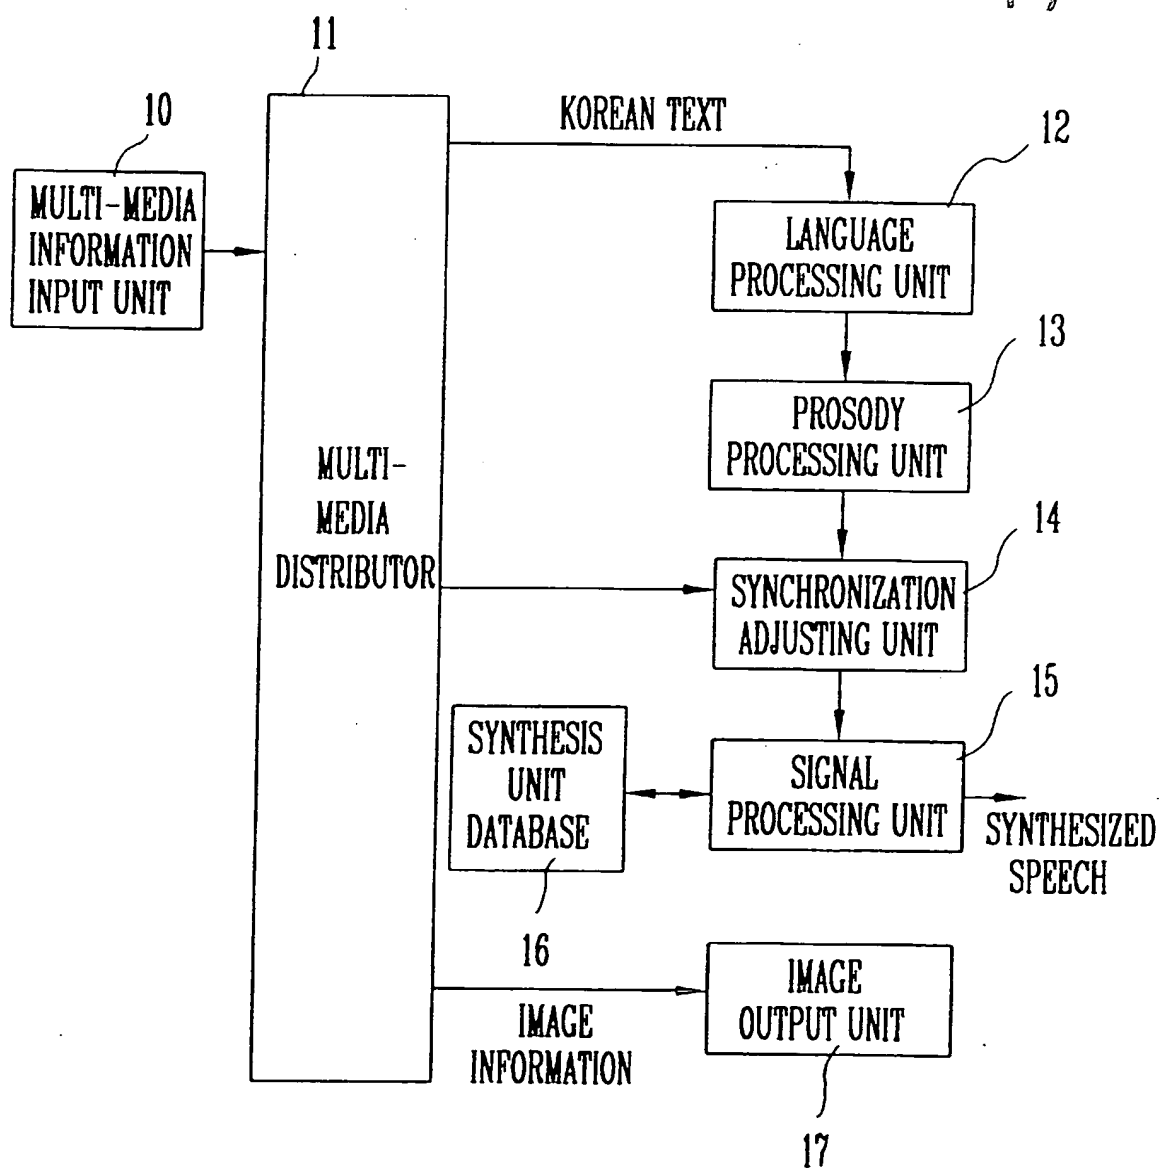 11
10
KOREAN TEXT
12
MULTI-MEDIA
INFORMATION
INPUT UNIT
LANGUAGE
PROCESSING UNIT
13
PROSODY
PROCESSING UNIT
MULTI-
MEDIA
DISTRIBUTOR
14
SYNCHRONIZATION
ADJUSTING UNIT
15
SYNTHESIS
UNIT
DATABASE
SIGNAL
PROCESSING UNIT
SYNTHESIZED
SPEECH
16
IMAGE
OUTPUT UNIT
IMAGE
INFORMATION
17